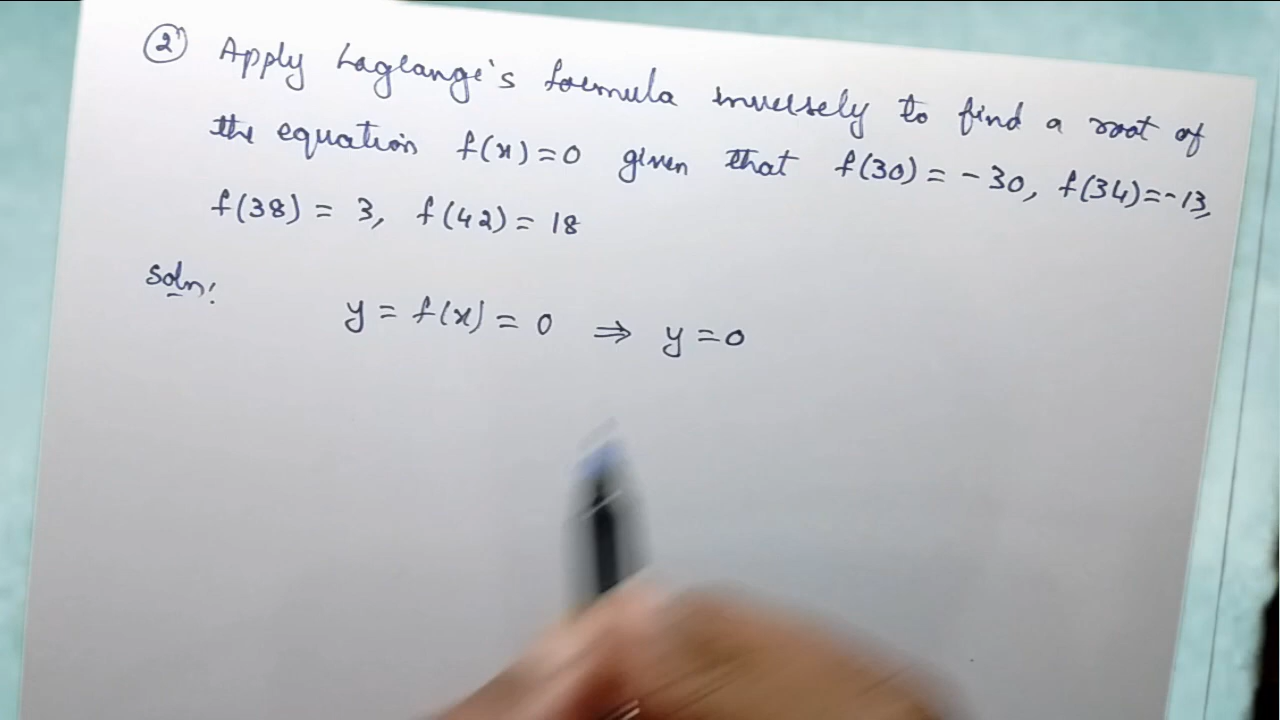 ② Apply Lagrange's formula inversely to find a root of
the equation f(x) = 0 given that f(30) = -30, f(34) = -13,
f(38) = 3, f(42) = 18
Soln:
y = f(x) = 0 ⇒ y = 0